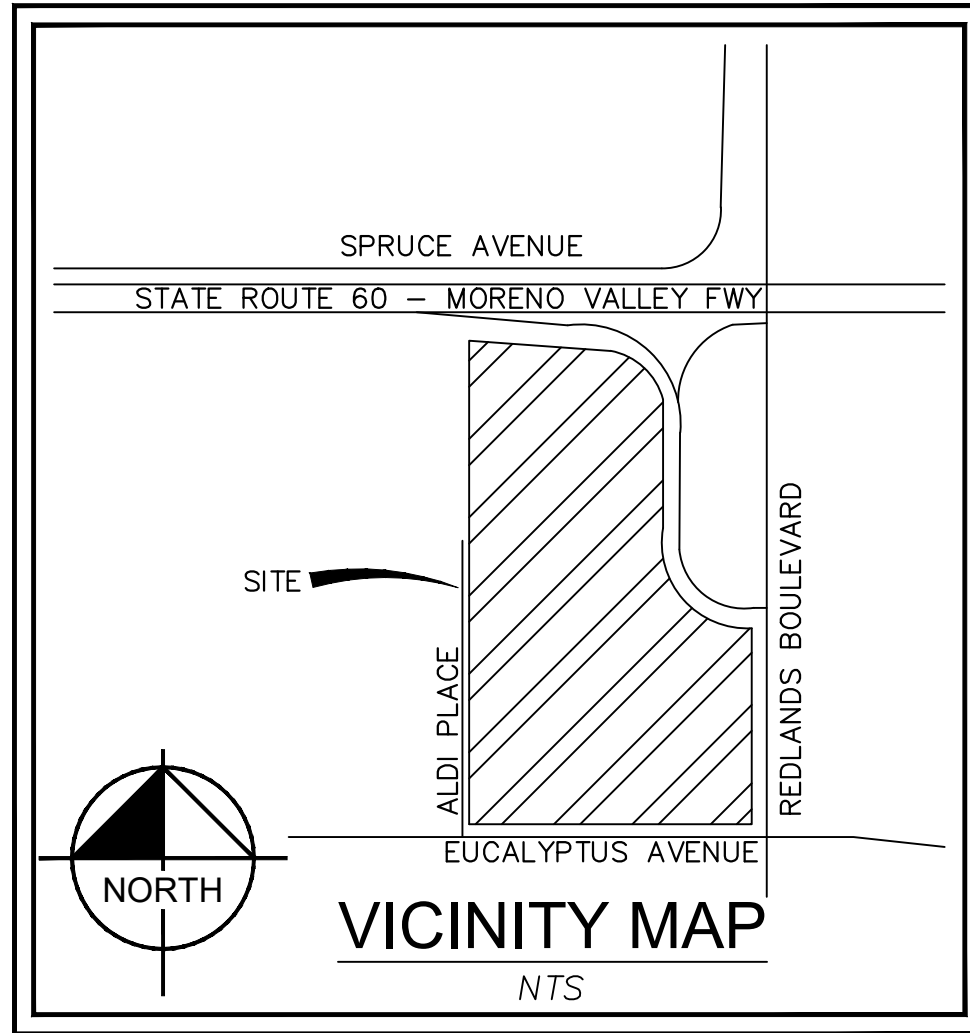 SPRUCE AVENUE
STATE ROUTE 60 – MORENO VALLEY FWY
SITE
ALDI PLACE
REDLANDS BOULEVARD
EUCALYPTUS AVENUE
NORTH
VICINITY MAP
NTS